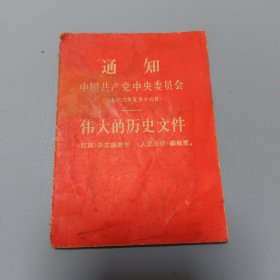 通知
中国共产党中央委员会
(一九六六年五月十六日)
伟大的历史文件
《红旗》杂志编辑部 《人民日报》编辑部